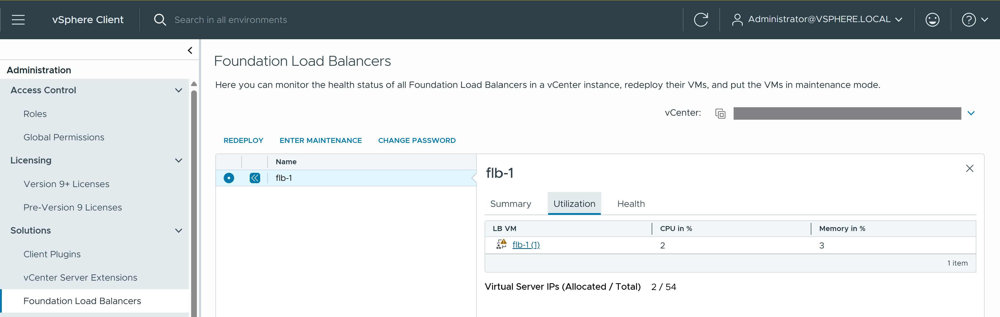 vSphere Client
Search in all environments
Administrator@VSPHERE.LOCAL
Administration
Access Control
Roles
Global Permissions
Licensing
Version 9+ Licenses
Pre-Version 9 Licenses
Solutions
Client Plugins
vCenter Server Extensions
Foundation Load Balancers
Foundation Load Balancers
Here you can monitor the health status of all Foundation Load Balancers in a vCenter instance, redeploy their VMs, and put the VMs in maintenance mode.
vCenter:
REDEPLOY ENTER MAINTENANCE CHANGE PASSWORD
Name
flb-1
flb-1
Summary Utilization Health
LB VM CPU in % Memory in %
flb-1 (1) 2 3
1 item
Virtual Server IPs (Allocated / Total) 2 / 54